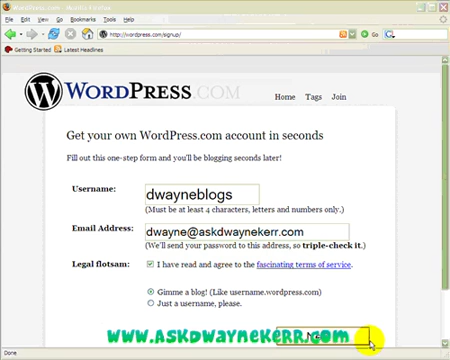 WordPress.com
File Edit View Go Bookmarks Tools Help
http://wordpress.com/signup/
Go
Getting Started Latest Headlines
WORDPRESS.COM
Home Tags Join
Get your own WordPress.com account in seconds
Fill out this one-step form and you'll be blogging seconds later!
Username:
dwayneblogs
(Must be at least 4 characters, letters and numbers only.)
Email Address:
dwayne@askdwaynekerr.com
(We'll send your password to this address, so triple-check it.)
Legal flotsam:
I have read and agree to the fascinating terms of service.
Gimme a blog! (Like username.wordpress.com)
Just a username, please.
www.ASKDWAYNEKERR.COM
Done